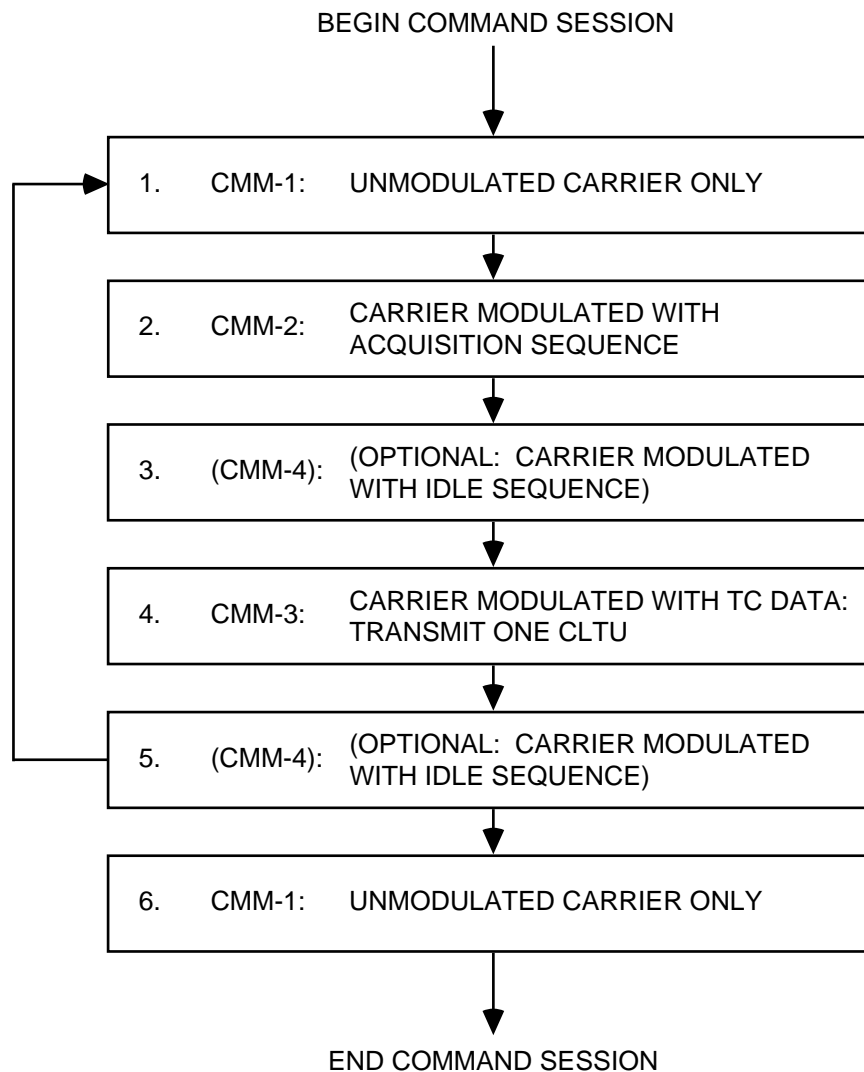 BEGIN COMMAND SESSION
1. CMM-1: UNMODULATED CARRIER ONLY
2. CMM-2: CARRIER MODULATED WITH
ACQUISITION SEQUENCE
3. (CMM-4): (OPTIONAL: CARRIER MODULATED
WITH IDLE SEQUENCE)
4. CMM-3: CARRIER MODULATED WITH TC DATA:
TRANSMIT ONE CLTU
5. (CMM-4): (OPTIONAL: CARRIER MODULATED
WITH IDLE SEQUENCE)
6. CMM-1: UNMODULATED CARRIER ONLY
END COMMAND SESSION